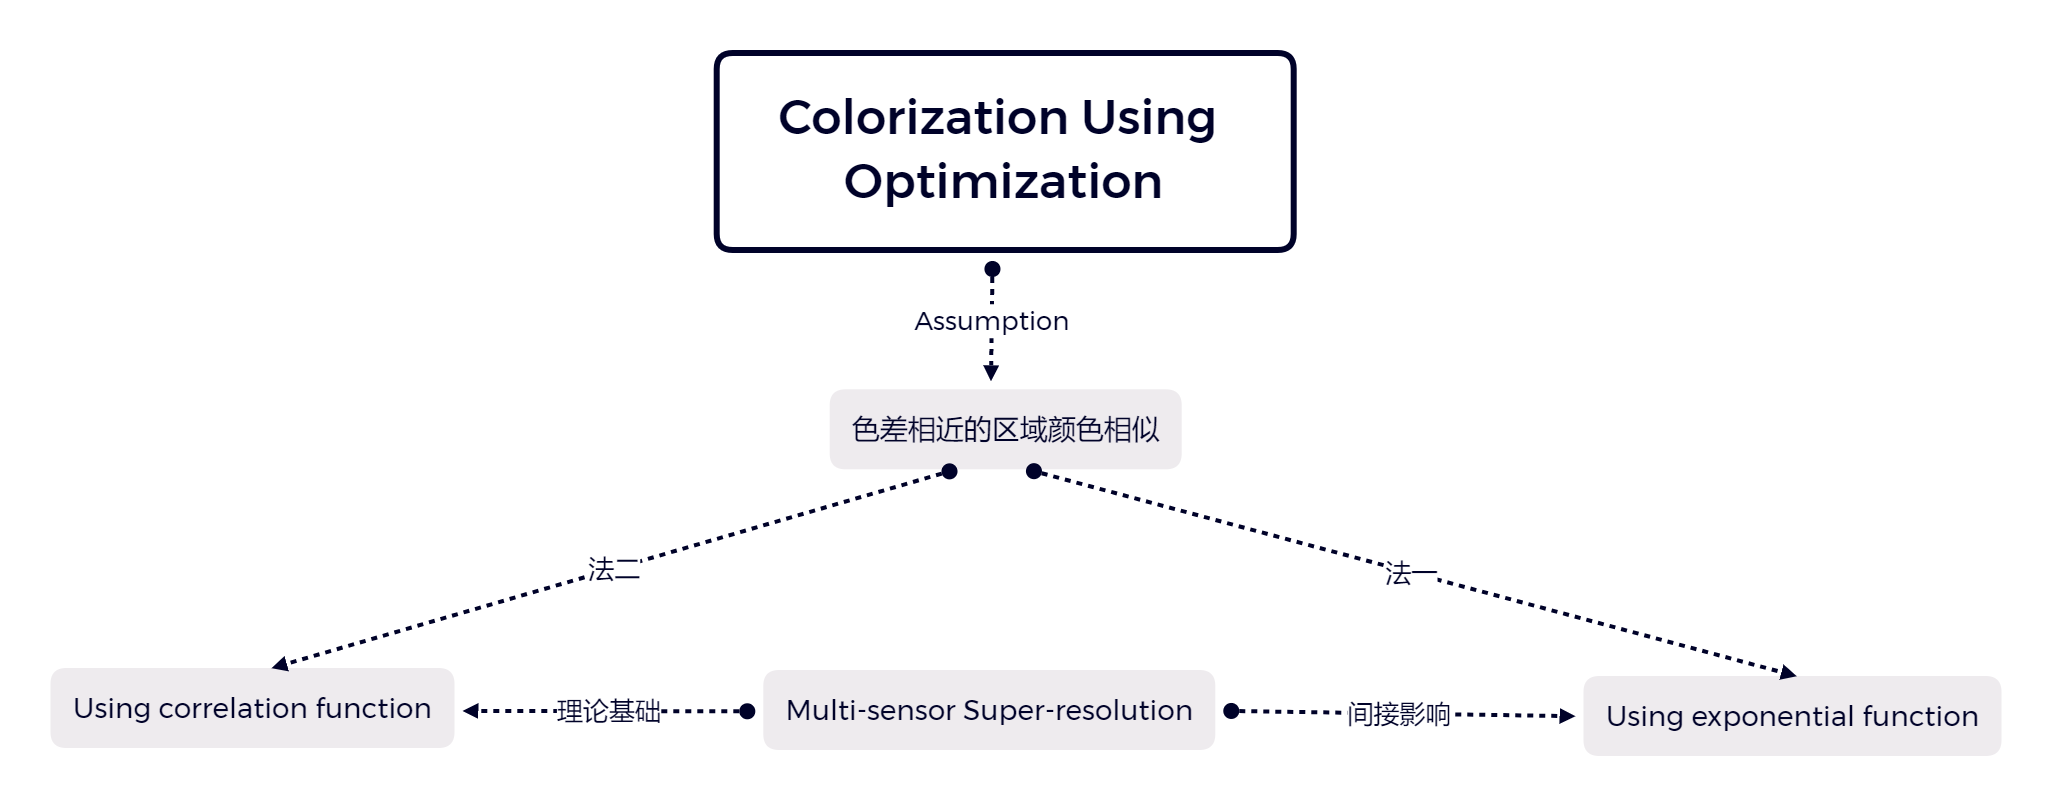 Colorization Using
Optimization
Assumption
色差相近的区域颜色相似
法二
法一
Using correlation function
理论基础
Multi-sensor Super-resolution
间接影响
Using exponential function